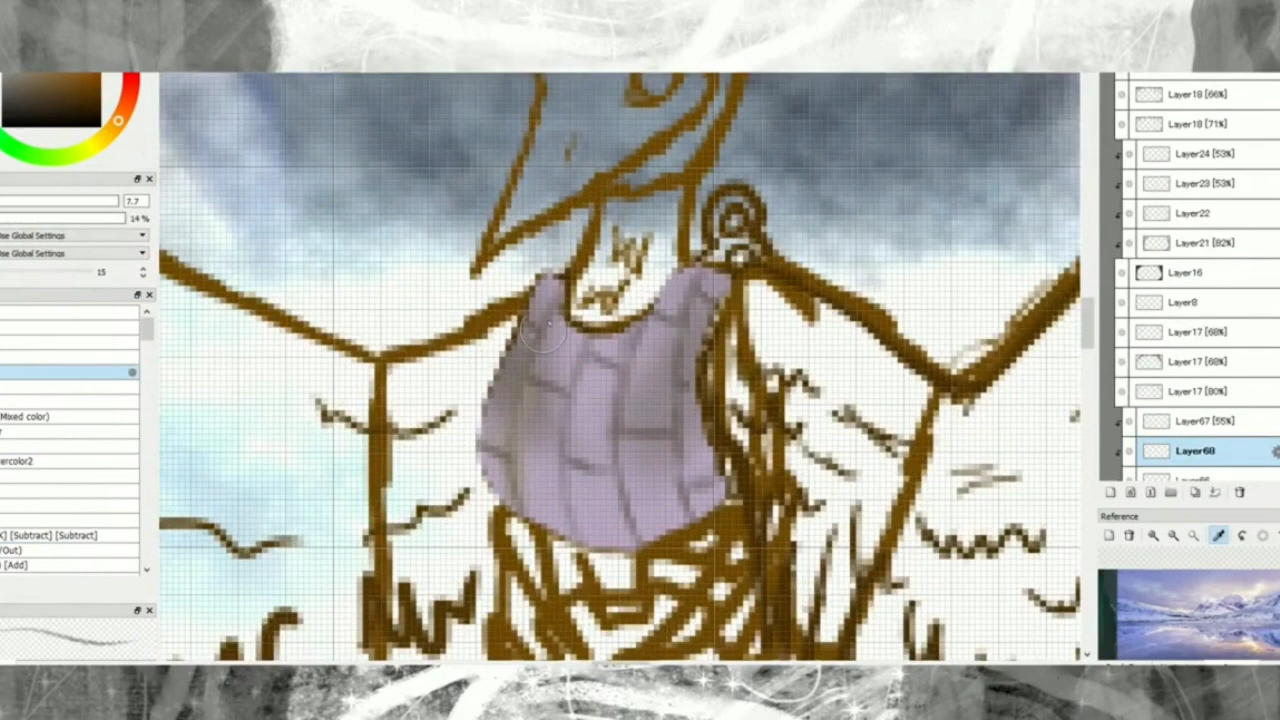 7.7
14 %
Use Global Settings
Use Global Settings
15
(Mixed color)
ercolor2
[Subtract] [Subtract]
/Out)
) [Add]
Layer18 [66%]
Layer18 [71%]
Layer24 [53%]
Layer23 [53%]
Layer22
Layer21 [82%]
Layer16
Layer8
Layer17 [68%]
Layer17 [68%]
Layer17 [80%]
Layer67 [55%]
Layer68
Reference